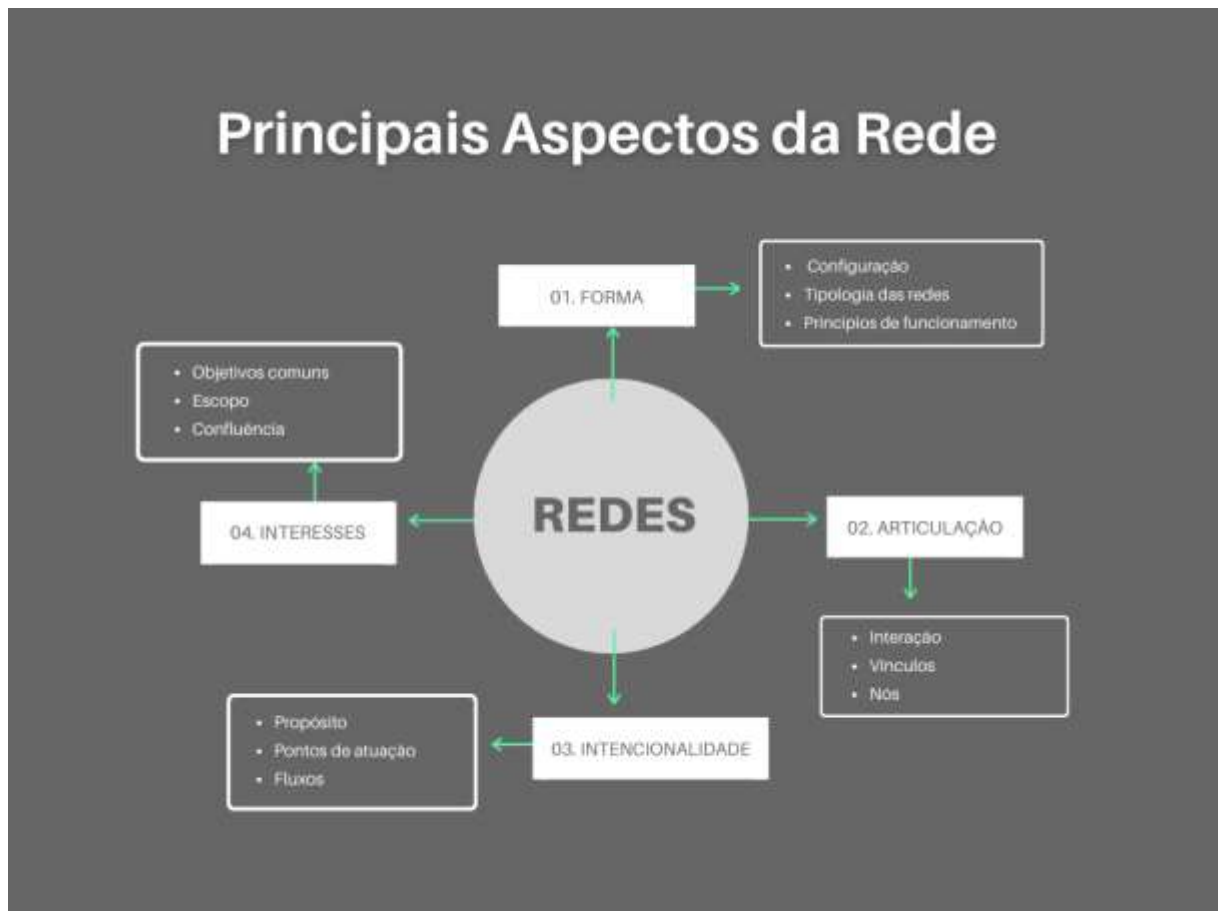 Principais Aspectos da Rede
01. FORMA
• Configuração
• Tipologia das redes
• Princípios de funcionamento
REDES
02. ARTICULAÇÃO
• Interação
• Vínculos
• Nós
03. INTENCIONALIDADE
• Propósito
• Pontos de atuação
• Fluxos
04. INTERESSES
• Objetivos comuns
• Escopo
• Confluência